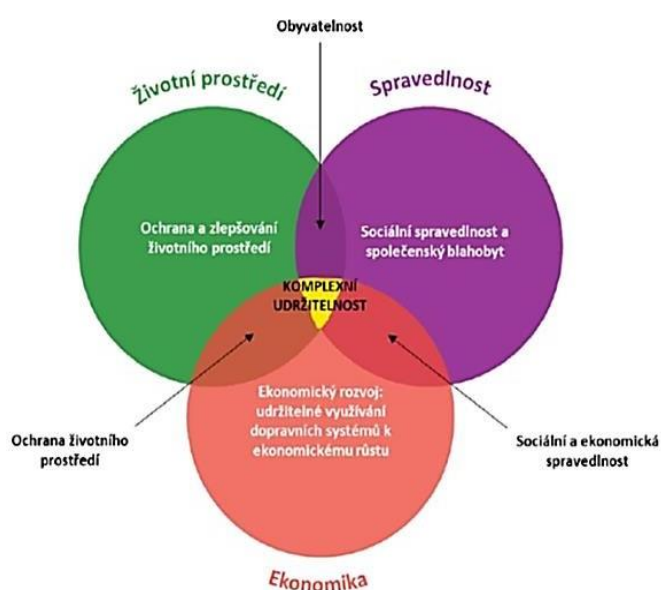 Obyvatelnost
Životní prostředí
Spravedlnost
Ochrana a zlepšování
životního prostředí
Sociální spravedlnost a
společenský blahobyt
KOMPLEXNÍ
UDRŽITELNOST
Ekonomický rozvoj:
udržitelné využívání
dopravních systémů k
ekonomickému růstu
Ochrana životního
prostředí
Sociální a ekonomická
spravedlnost
Ekonomika